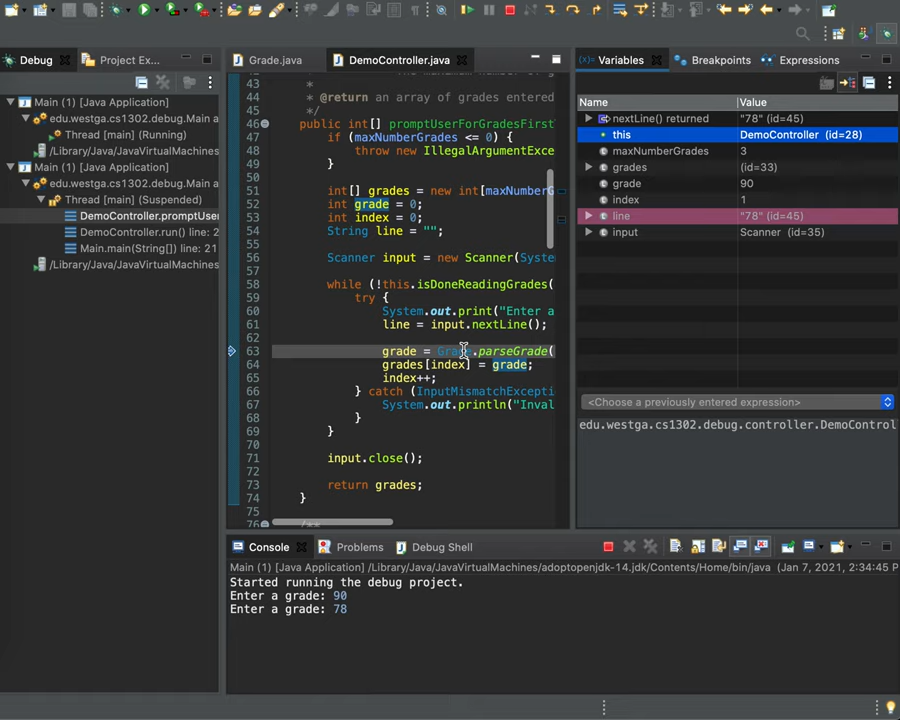 Debug
Project Ex...
Main (1) [Java Application]
edu.westga.cs1302.debug.Main a
Thread [main] (Running)
/Library/Java/JavaVirtualMachines
Main (1) [Java Application]
edu.westga.cs1302.debug.Main a
Thread [main] (Suspended)
DemoController.promptUser
DemoController.run() line: 2
Main.main(String[]) line: 21
/Library/Java/JavaVirtualMachines
Grade.java
DemoController.java
43 *
44 * @return an array of grades entered
45 */
46 public int[] promptUserForGradesFirst
47 if (maxNumberGrades <= 0) {
48 throw new IllegalArgumentExce
49 }
50
51 int[] grades = new int[maxNumberG
52 int grade = 0;
53 int index = 0;
54 String line = "";
55
56 Scanner input = new Scanner(Syste
57
58 while (!this.isDoneReadingGrades(
59 try {
60 System.out.print("Enter a
61 line = input.nextLine();
62
63 grade = Grade.parseGrade(
64 grades[index] = grade;
65 index++;
66 } catch (InputMismatchExcepti
67 System.out.println("Inval
68 }
69 }
70
71 input.close();
72
73 return grades;
74 }
75
76 /**
Variables
Breakpoints
Expressions
Name Value
nextLine() returned "78" (id=45)
this DemoController (id=28)
maxNumberGrades 3
grades (id=33)
grade 90
index 1
line "78" (id=45)
input Scanner (id=35)
<Choose a previously entered expression>
edu.westga.cs1302.debug.controller.DemoControl
Console
Problems
Debug Shell
Main (1) [Java Application] /Library/Java/JavaVirtualMachines/adoptopenjdk-14.jdk/Contents/Home/bin/java (Jan 7, 2021, 2:34:45 P
Started running the debug project.
Enter a grade: 90
Enter a grade: 78